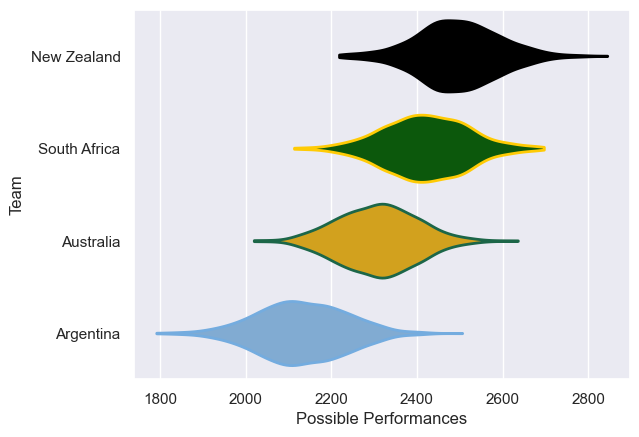 New Zealand
South Africa
Australia
Argentina
Team
1800 2000 2200 2400 2600 2800
Possible Performances